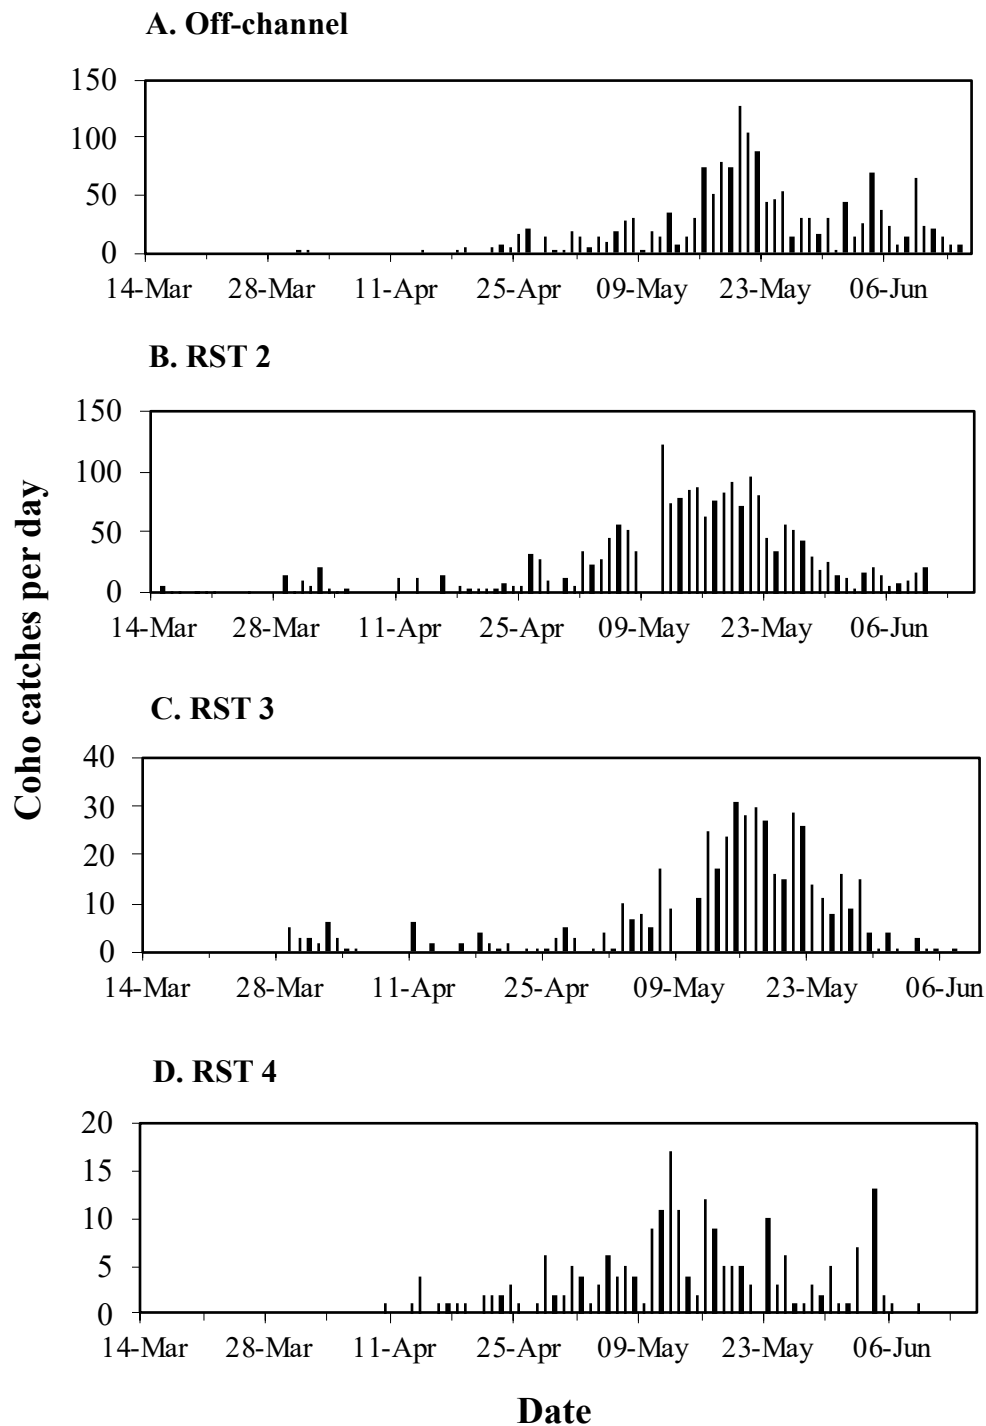 A. Off-channel
150
100
50
0
14-Mar 28-Mar 11-Apr 25-Apr 09-May 23-May 06-Jun
B. RST 2
150
100
50
0
14-Mar 28-Mar 11-Apr 25-Apr 09-May 23-May 06-Jun
Coho catches per day
C. RST 3
40
30
20
10
0
14-Mar 28-Mar 11-Apr 25-Apr 09-May 23-May 06-Jun
D. RST 4
20
15
10
5
0
14-Mar 28-Mar 11-Apr 25-Apr 09-May 23-May 06-Jun
Date